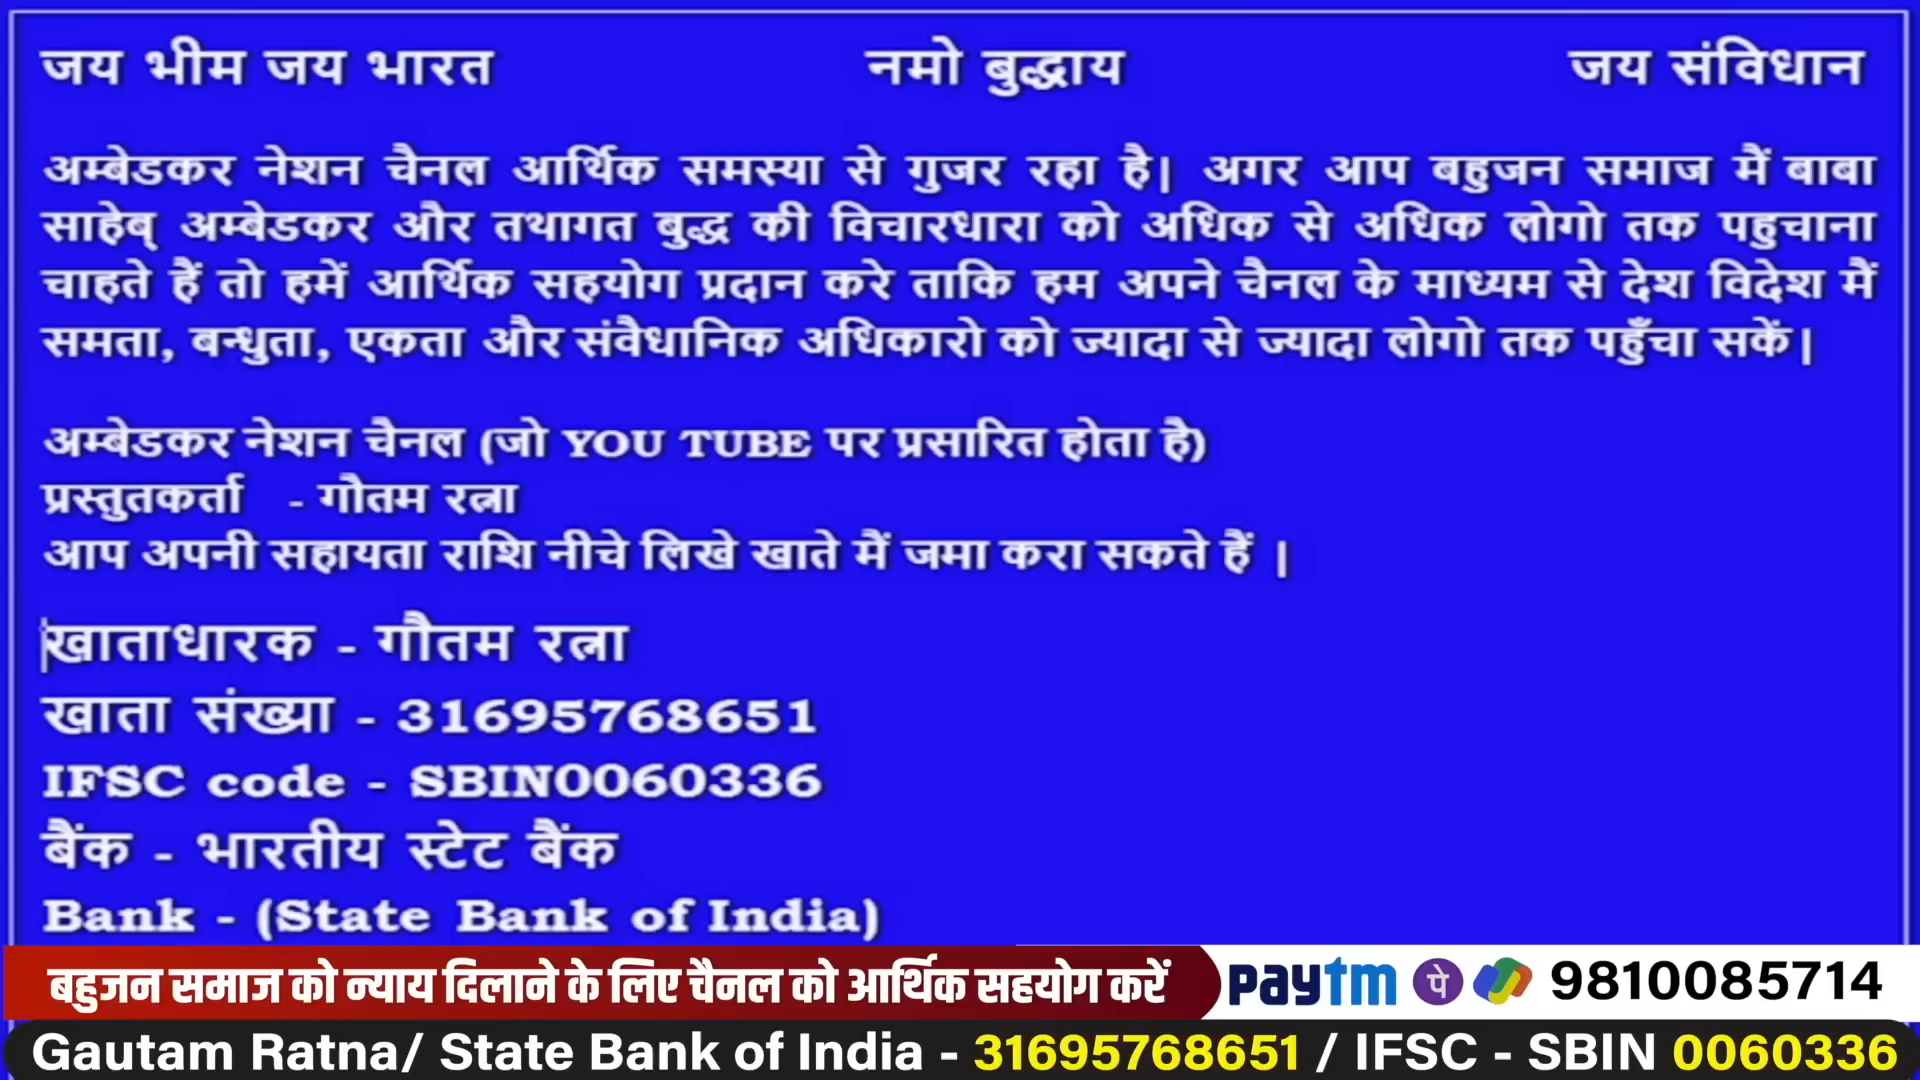 जय भीम जय भारत नमो बुद्धाय जय संविधान
अम्बेडकर नेशन चैनल आर्थिक समस्या से गुजर रहा है| अगर आप बहुजन समाज मैं बाबा
साहेब् अम्बेडकर और तथागत बुद्ध की विचारधारा को अधिक से अधिक लोगो तक पहुचाना
चाहते हैं तो हमें आर्थिक सहयोग प्रदान करे ताकि हम अपने चैनल के माध्यम से देश विदेश मैं
समता, बन्धुता, एकता और संवैधानिक अधिकारो को ज्यादा से ज्यादा लोगो तक पहुँचा सकें|
अम्बेडकर नेशन चैनल (जो YOU TUBE पर प्रसारित होता है)
प्रस्तुतकर्ता - गौतम रत्ना
आप अपनी सहायता राशि नीचे लिखे खाते मैं जमा करा सकते हैं |
खाताधारक - गौतम रत्ना
खाता संख्या - 31695768651
IFSC code - SBIN0060336
बैंक - भारतीय स्टेट बैंक
Bank - (State Bank of India)
बहुजन समाज को न्याय दिलाने के लिए चैनल को आर्थिक सहयोग करें paytm पे 9810085714
Gautam Ratna/ State Bank of India - 31695768651 / IFSC - SBIN 0060336